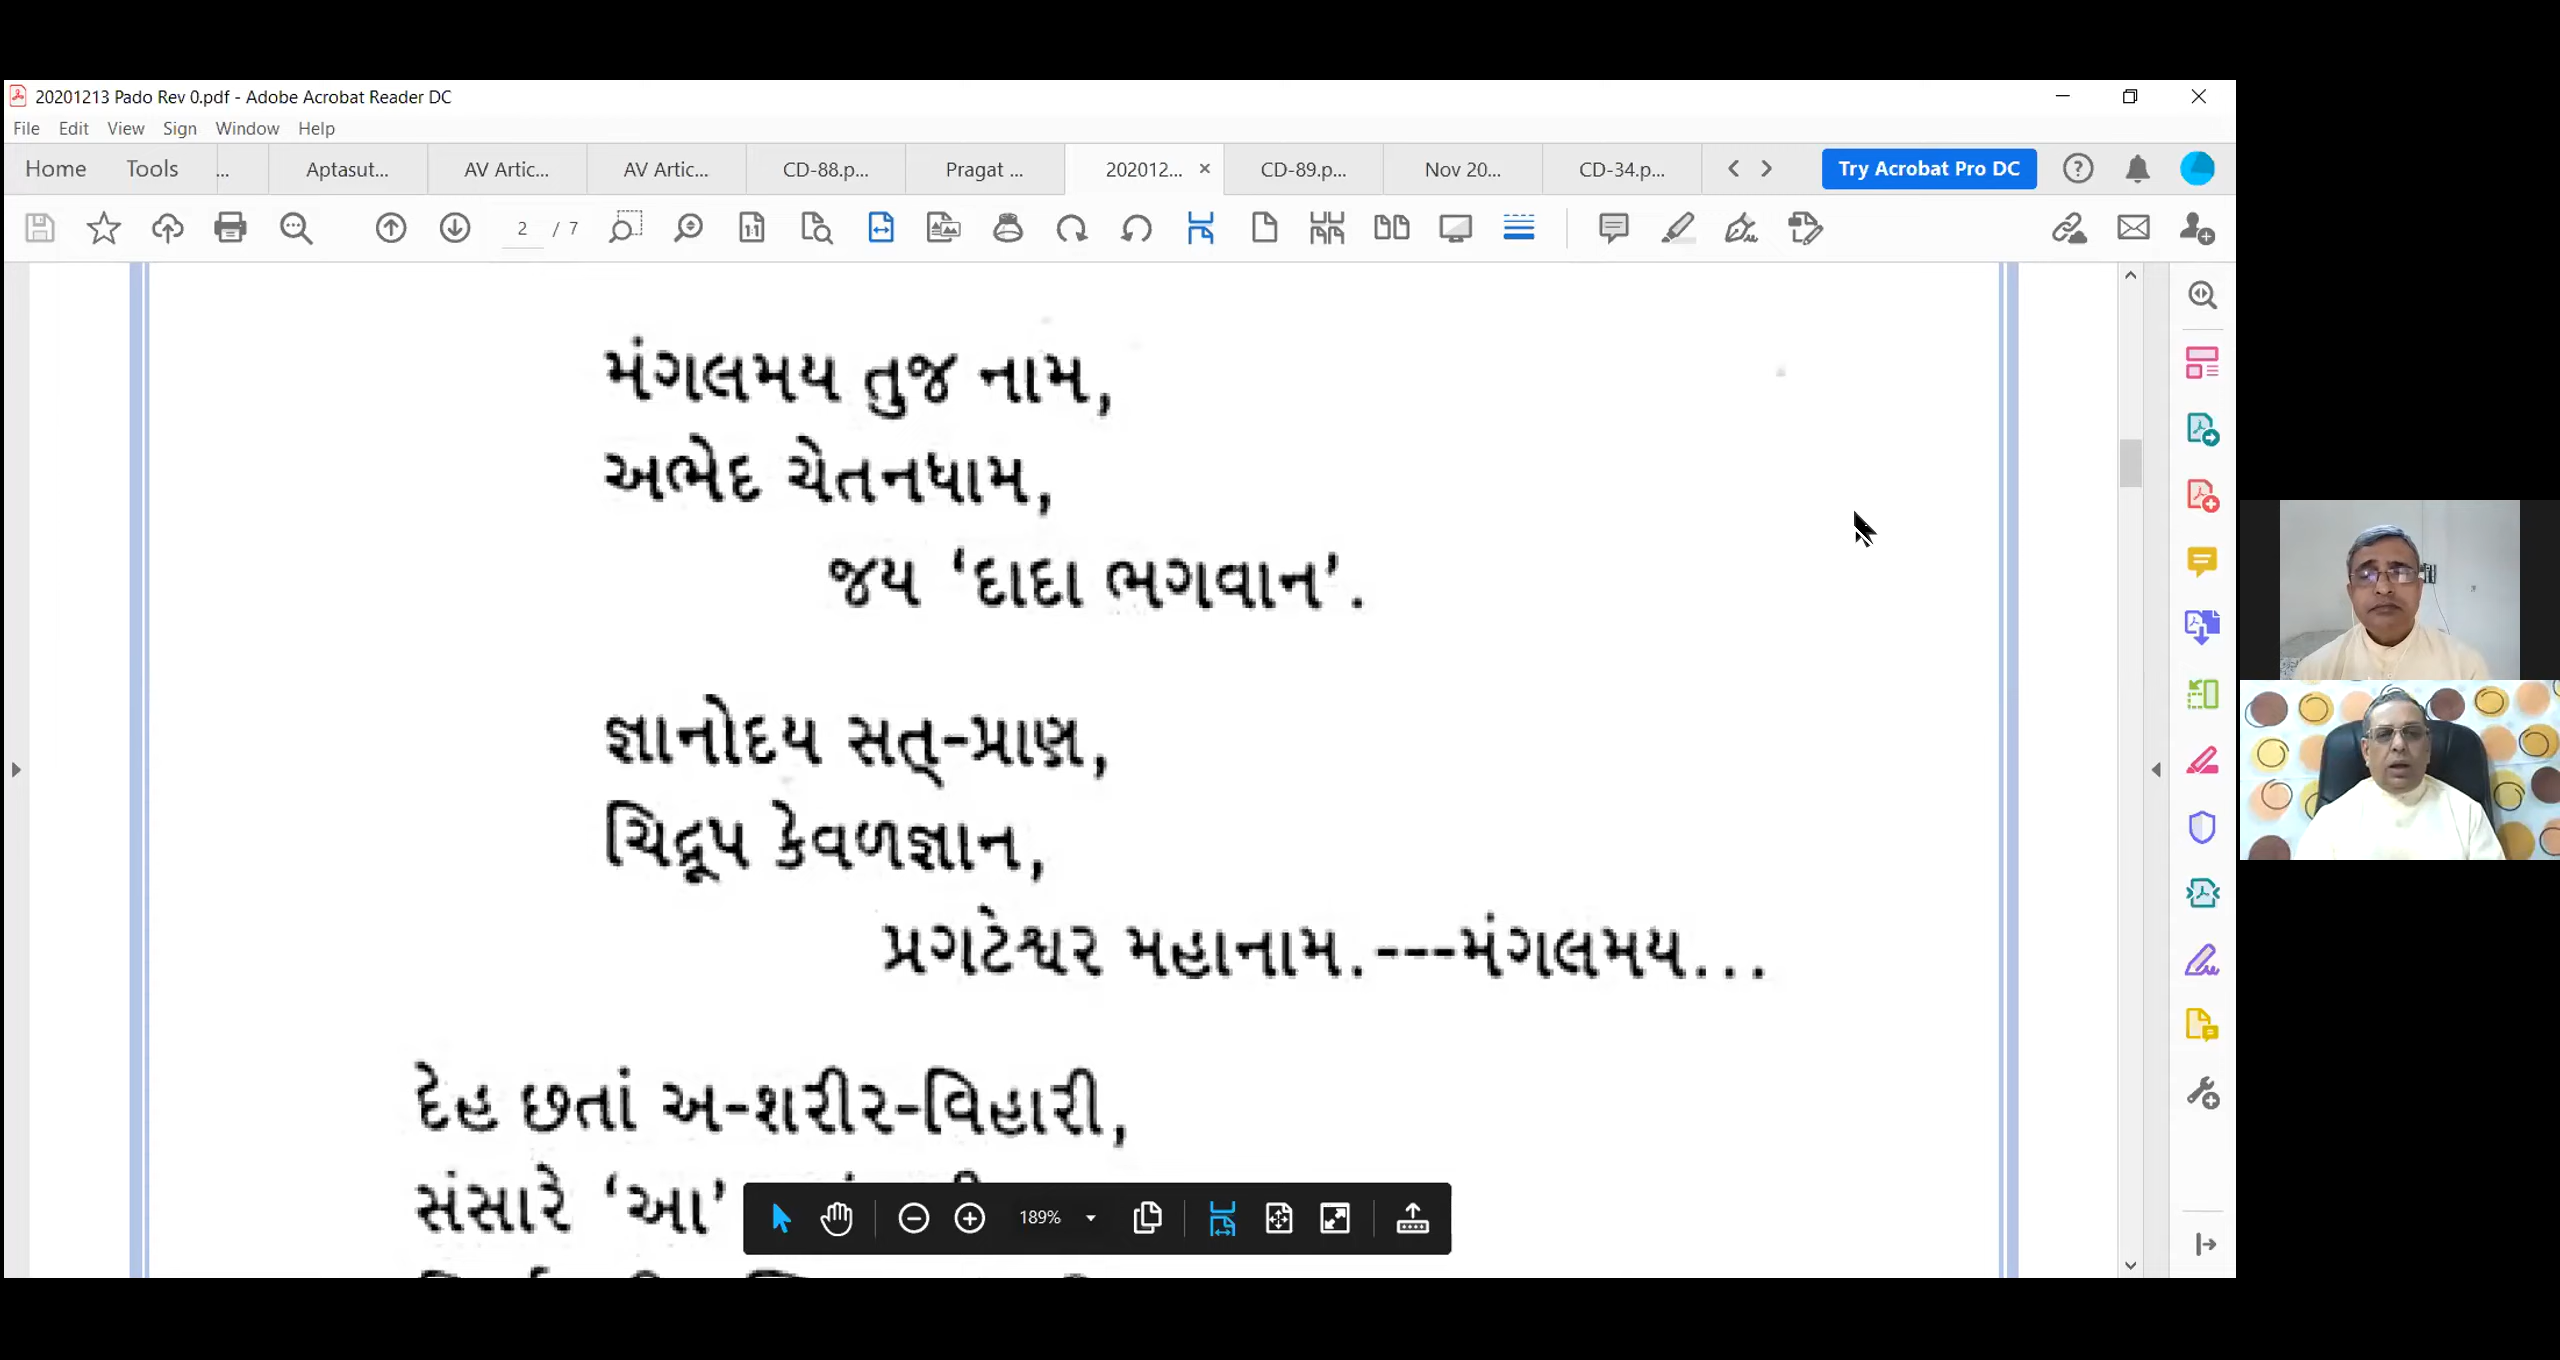 20201213 Pado Rev 0.pdf - Adobe Acrobat Reader DC
File Edit View Sign Window Help
Home Tools ... Aptasut... AV Artic... AV Artic... CD-88.p... Pragat ... 202012... CD-89.p... Nov 20... CD-34.p... Try Acrobat Pro DC
2 / 7
મંગલમય તુજ નામ,
અભેદ ચેતનધામ,
જય ‘દાદા ભગવાન’.
જ્ઞાનોદય સત્-પ્રાણ,
ચિદ્રૂપ કેવળજ્ઞાન,
પ્રગટેશ્વર મહાનામ.---મંગલમય...
દેહ છતાં અ-શરીર-વિહારી,
સંસારે ‘આ’
189%